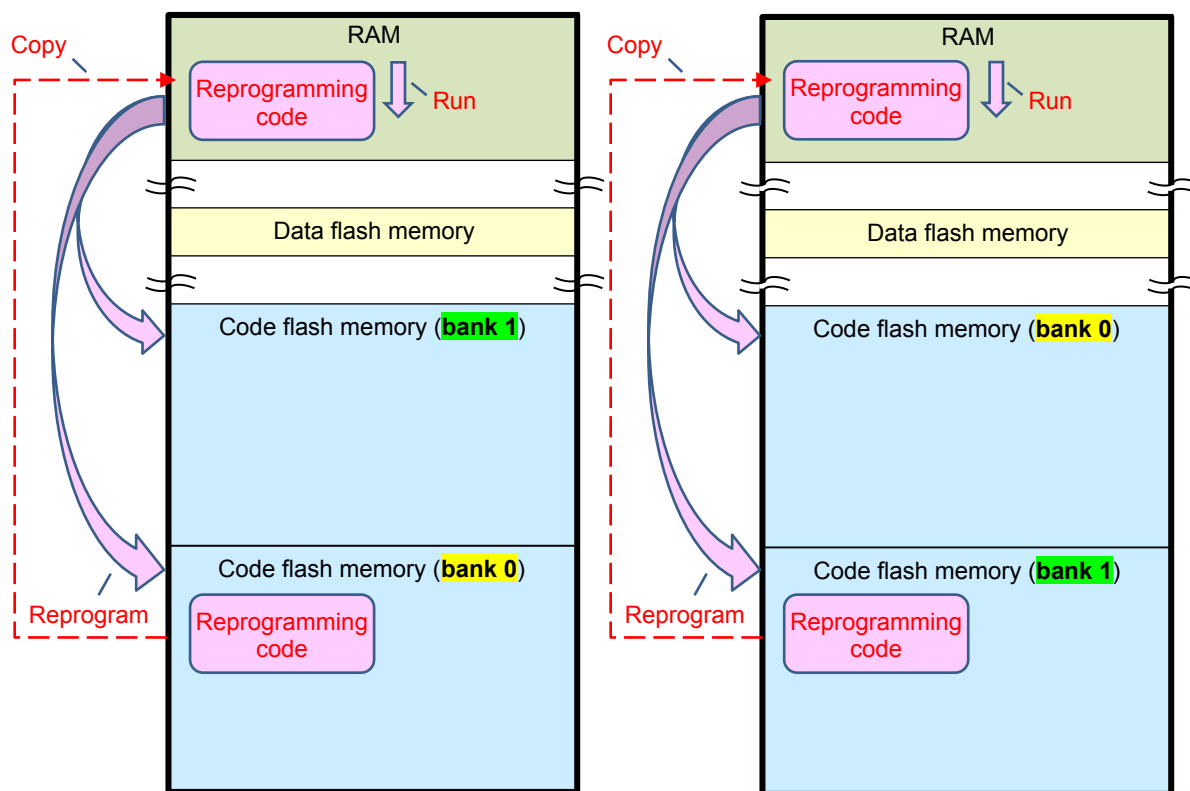 Copy
RAM
Reprogramming
code
Run
Data flash memory
Code flash memory (bank 1)
Code flash memory (bank 0)
Reprogram
Reprogramming
code
Copy
RAM
Reprogramming
code
Run
Data flash memory
Code flash memory (bank 0)
Code flash memory (bank 1)
Reprogram
Reprogramming
code